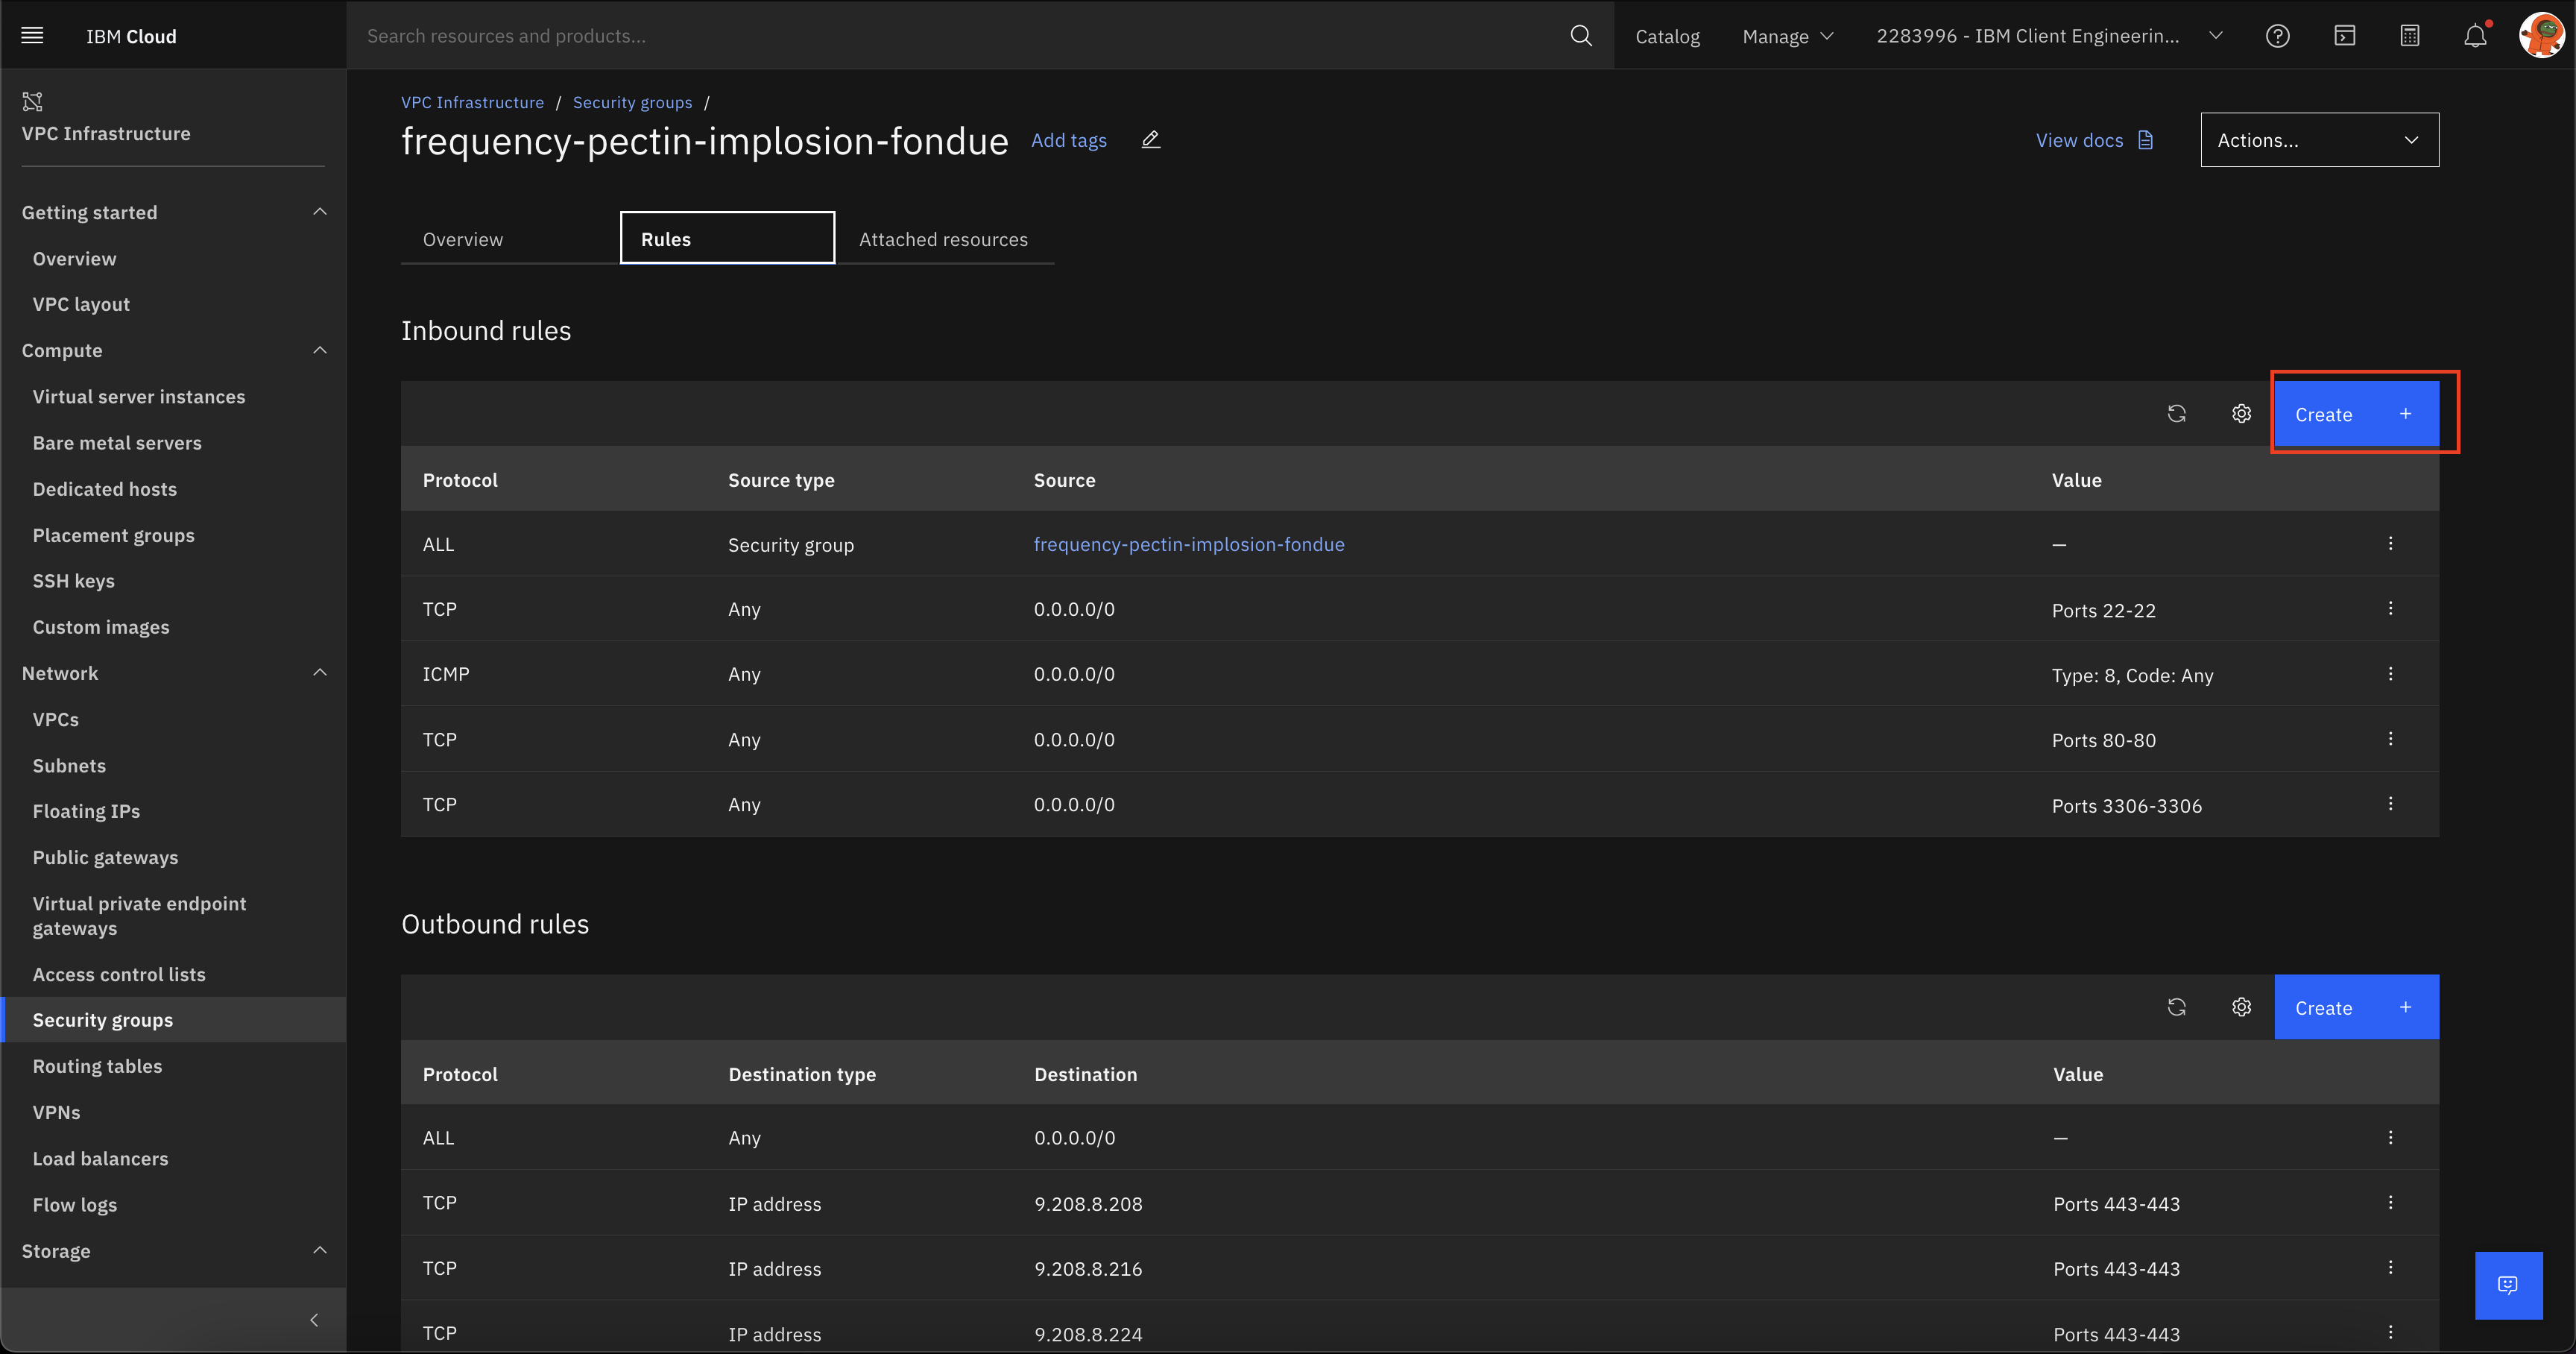 IBM Cloud
Search resources and products...
Catalog
Manage
2283996 - IBM Client Engineerin...
VPC Infrastructure
Getting started
Overview
VPC layout
Compute
Virtual server instances
Bare metal servers
Dedicated hosts
Placement groups
SSH keys
Custom images
Network
VPCs
Subnets
Floating IPs
Public gateways
Virtual private endpoint
gateways
Access control lists
Security groups
Routing tables
VPNs
Load balancers
Flow logs
Storage
VPC Infrastructure / Security groups /
frequency-pectin-implosion-fondue Add tags
View docs
Actions...
Overview Rules Attached resources
Inbound rules
Create +
Protocol Source type Source Value
ALL Security group frequency-pectin-implosion-fondue —
TCP Any 0.0.0.0/0 Ports 22-22
ICMP Any 0.0.0.0/0 Type: 8, Code: Any
TCP Any 0.0.0.0/0 Ports 80-80
TCP Any 0.0.0.0/0 Ports 3306-3306
Outbound rules
Create +
Protocol Destination type Destination Value
ALL Any 0.0.0.0/0 —
TCP IP address 9.208.8.208 Ports 443-443
TCP IP address 9.208.8.216 Ports 443-443
TCP IP address 9.208.8.224 Ports 443-443